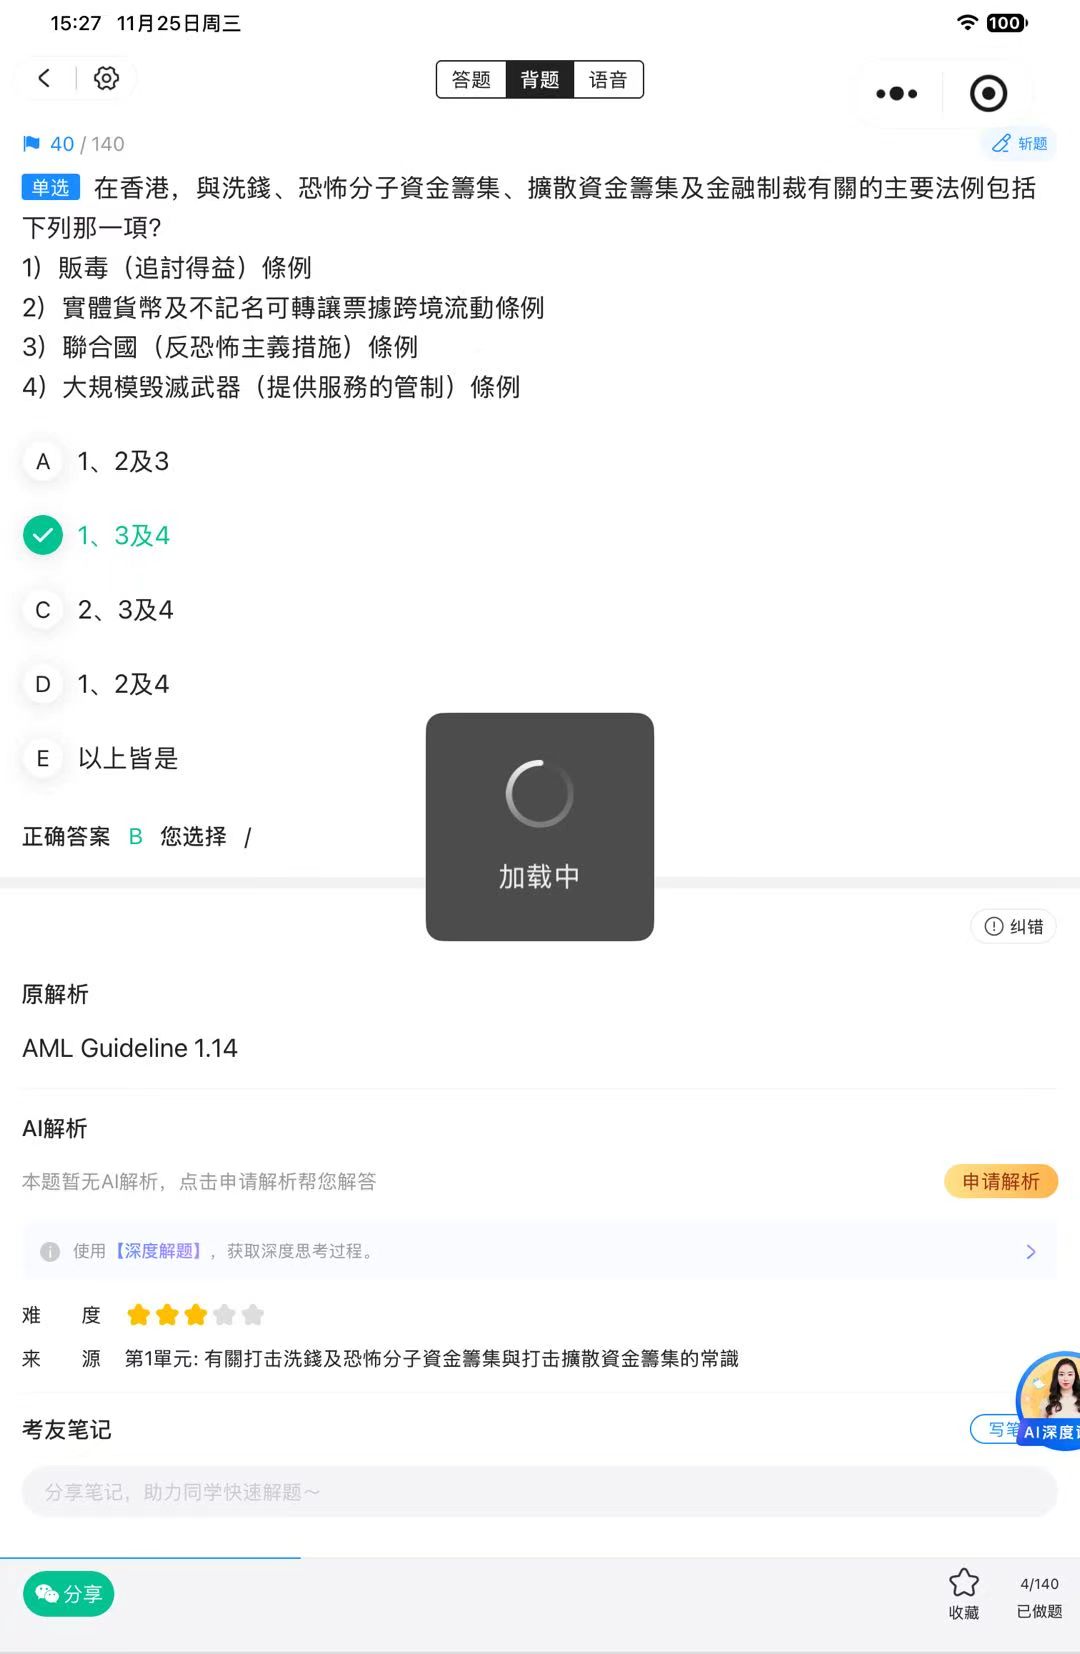 15:27 11月25日周三
100
答题 背题 语音
40 / 140
斩题
单选 在香港，與洗錢、恐怖分子資金籌集、擴散資金籌集及金融制裁有關的主要法例包括
下列那一項?
1）販毒（追討得益）條例
2）實體貨幣及不記名可轉讓票據跨境流動條例
3）聯合國（反恐怖主義措施）條例
4）大規模毀滅武器（提供服務的管制）條例
A 1、2及3
1、3及4
C 2、3及4
D 1、2及4
E 以上皆是
正确答案 B 您选择 /
加载中
纠错
原解析
AML Guideline 1.14
AI解析
本题暂无AI解析，点击申请解析帮您解答
申请解析
使用【深度解题】，获取深度思考过程。
难 度
来 源 第1單元: 有關打击洗錢及恐怖分子資金籌集與打击擴散資金籌集的常識
考友笔记
写笔
AI深度
分享笔记，助力同学快速解题～
分享
收藏
4/140
已做题